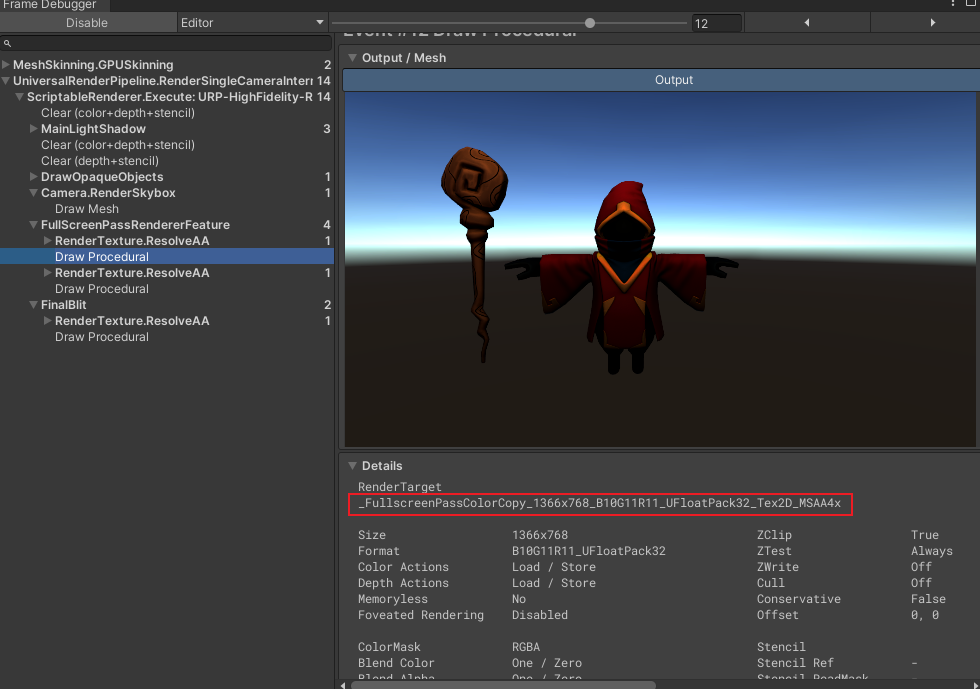 Frame Debugger
Disable
Editor
12
Event #12 Draw Procedural
MeshSkinning.GPUSkinning 2
UniversalRenderPipeline.RenderSingleCameraInterr 14
ScriptableRenderer.Execute: URP-HighFidelity-R 14
Clear (color+depth+stencil)
MainLightShadow 3
Clear (color+depth+stencil)
Clear (depth+stencil)
DrawOpaqueObjects 1
Camera.RenderSkybox 1
Draw Mesh
FullScreenPassRendererFeature 4
RenderTexture.ResolveAA 1
Draw Procedural
RenderTexture.ResolveAA 1
Draw Procedural
FinalBlit 2
RenderTexture.ResolveAA 1
Draw Procedural
Output / Mesh
Output
Details
RenderTarget
_FullscreenPassColorCopy_1366x768_B10G11R11_UFloatPack32_Tex2D_MSAA4x
Size 1366x768 ZClip True
Format B10G11R11_UFloatPack32 ZTest Always
Color Actions Load / Store ZWrite Off
Depth Actions Load / Store Cull Off
Memoryless No Conservative False
Foveated Rendering Disabled Offset 0, 0
ColorMask RGBA Stencil
Blend Color One / Zero Stencil Ref -
Blend Alpha One / Zero Stencil ReadMask -